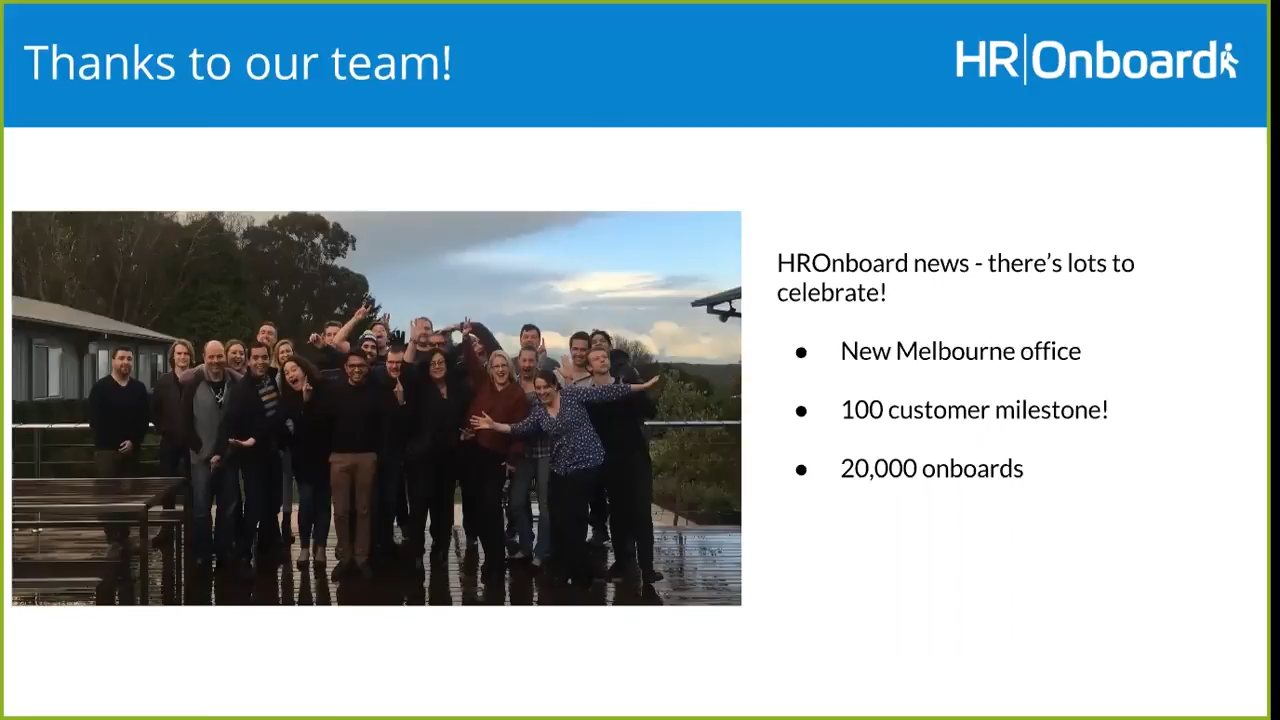 Thanks to our team!
HR|Onboard
HROnboard news - there’s lots to
celebrate!
● New Melbourne office
● 100 customer milestone!
● 20,000 onboards